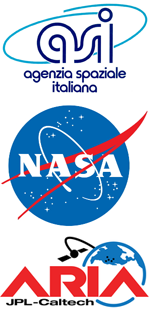 asi
agenzia spaziale
italiana
NASA
ARIA
JPL-Caltech